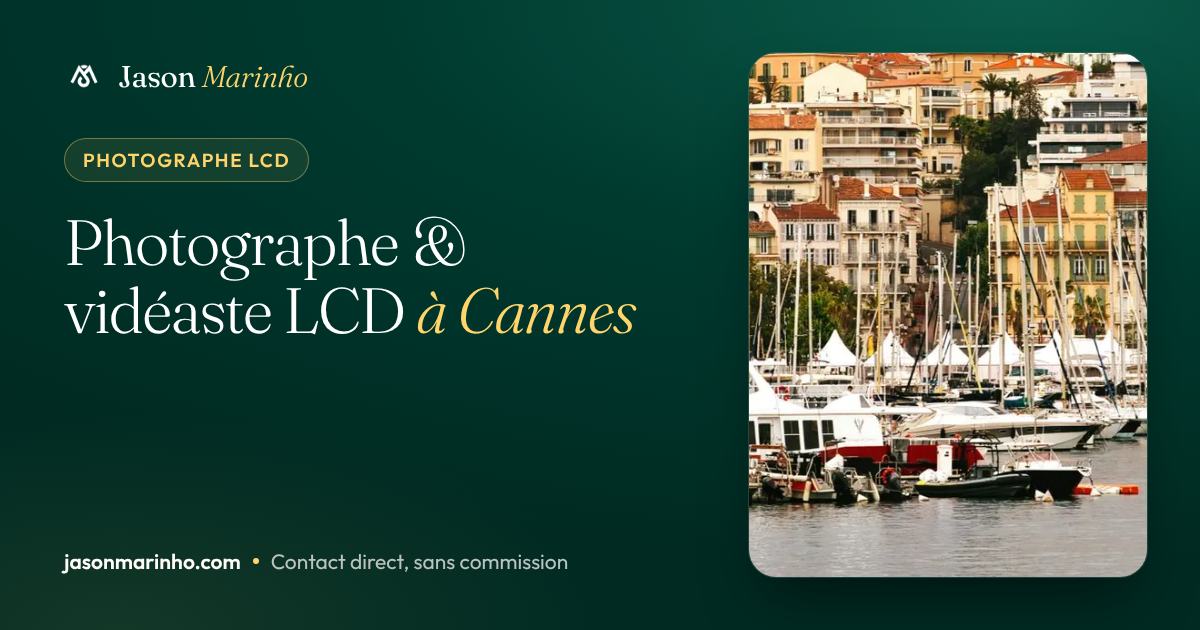 Jason Marinho
PHOTOGRAPHE LCD
Photographe &
vidéaste LCD à Cannes
jasonmarinho.com • Contact direct, sans commission